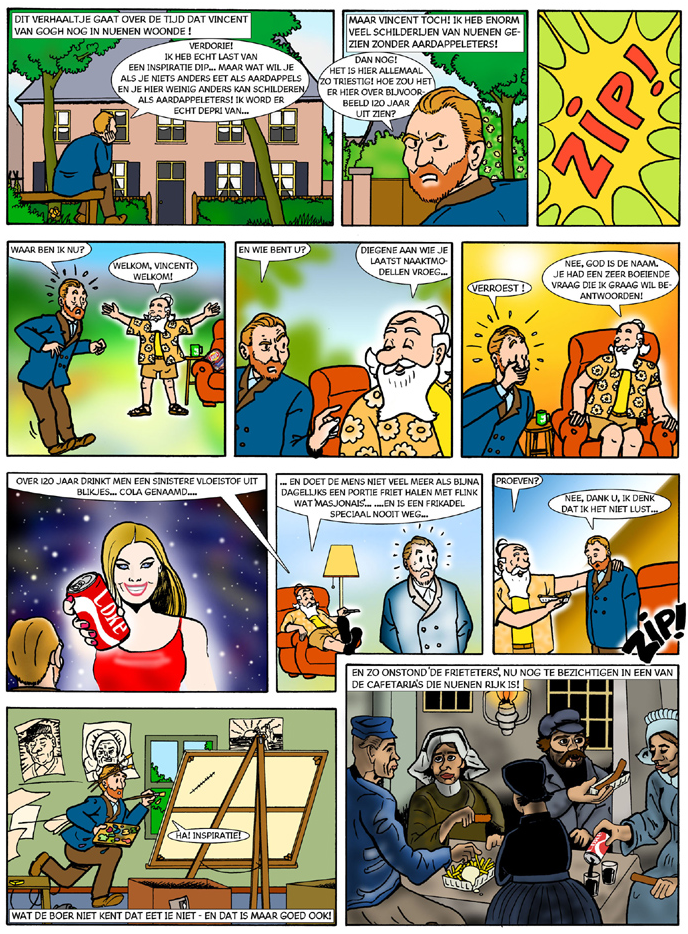 DIT VERHAALTJE GAAT OVER DE TIJD DAT VINCENT
VAN GOGH NOG IN NUENEN WOONDE !
VERDORIE!
IK HEB ECHT LAST VAN
EEN INSPIRATIE DIP... MAAR WAT WIL JE
ALS JE NIETS ANDERS EET ALS AARDAPPELS
EN JE HIER WEINIG ANDERS KAN SCHILDEREN
ALS AARDAPPELETERS! IK WORD ER
ECHT DEPRI VAN...
MAAR VINCENT TOCH! IK HEB ENORM
VEEL SCHILDERIJEN VAN NUENEN GE-
ZIEN ZONDER AARDAPPELETERS!
DAN NOG!
HET IS HIER ALLEMAAL
ZO TRIESTIG! HOE ZOU HET
ER HIER OVER BIJVOOR-
BEELD 120 JAAR
UIT ZIEN?
ZIP!
WAAR BEN IK NU?
WELKOM, VINCENT!
WELKOM!
EN WIE BENT U?
DIEGENE AAN WIE JE
LAATST NAAKTMO-
DELLEN VROEG...
VERROEST !
NEE, GOD IS DE NAAM.
JE HAD EEN ZEER BOEIENDE
VRAAG DIE IK GRAAG WIL BE-
ANTWOORDEN!
OVER 120 JAAR DRINKT MEN EEN SINISTERE VLOEISTOF UIT
BLIKJES... COLA GENAAMD....
... EN DOET DE MENS NIET VEEL MEER ALS BIJNA
DAGELIJKS EEN PORTIE FRIET HALEN MET FLINK
WAT 'MASJONAIS'... ....EN IS EEN FRIKADEL
SPECIAAL NOOIT WEG...
PROEVEN?
NEE, DANK U, IK DENK
DAT IK HET NIET LUST...
ZIP!
HA! INSPIRATIE!
WAT DE BOER NIET KENT DAT EET IE NIET - EN DAT IS MAAR GOED OOK!
EN ZO ONSTOND 'DE FRIETETERS', NU NOG TE BEZICHTIGEN IN EEN VAN
DE CAFETARIA'S DIE NUENEN RIJK IS!